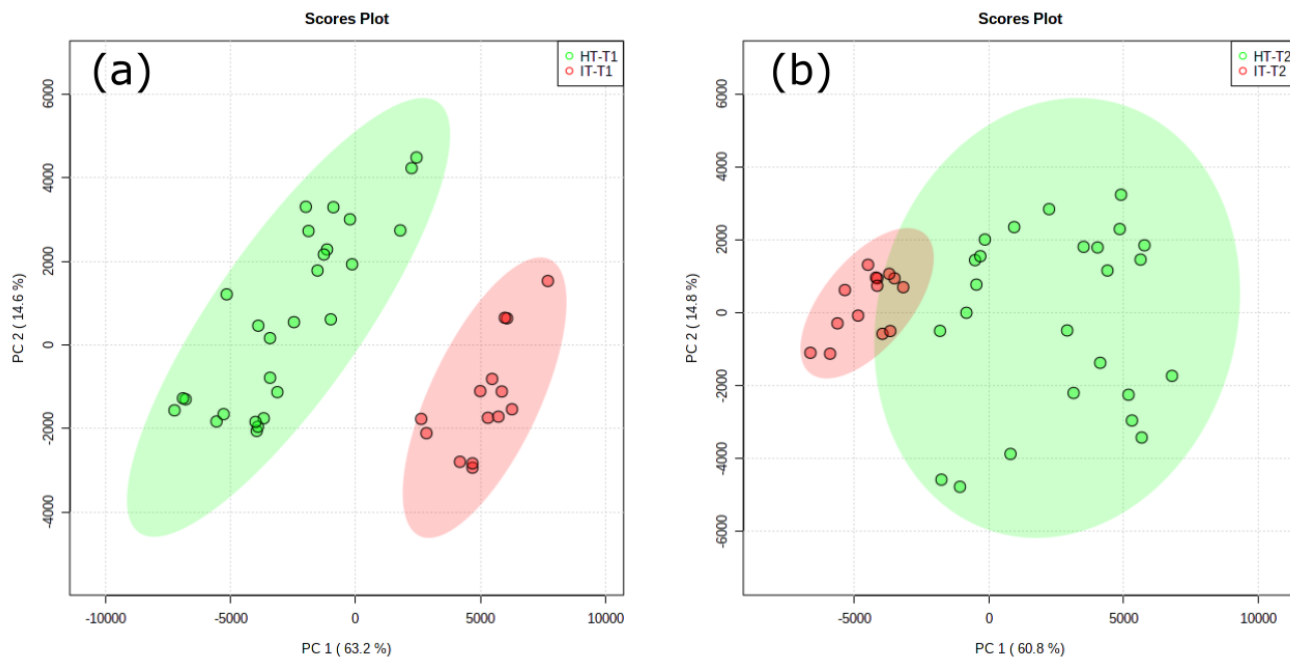 Scores Plot
(a)
HT-T1
IT-T1
6000
4000
2000
0
2000
-4000
PC 2 ( 14.6 %)
-10000
-5000
0
5000
10000
PC 1 ( 63.2 %)
Scores Plot
(b)
HT-T2
IT-T2
6000
4000
2000
0
-2000
-4000
-6000
PC 2 ( 14.8 %)
-5000
0
5000
10000
PC 1 ( 60.8 %)